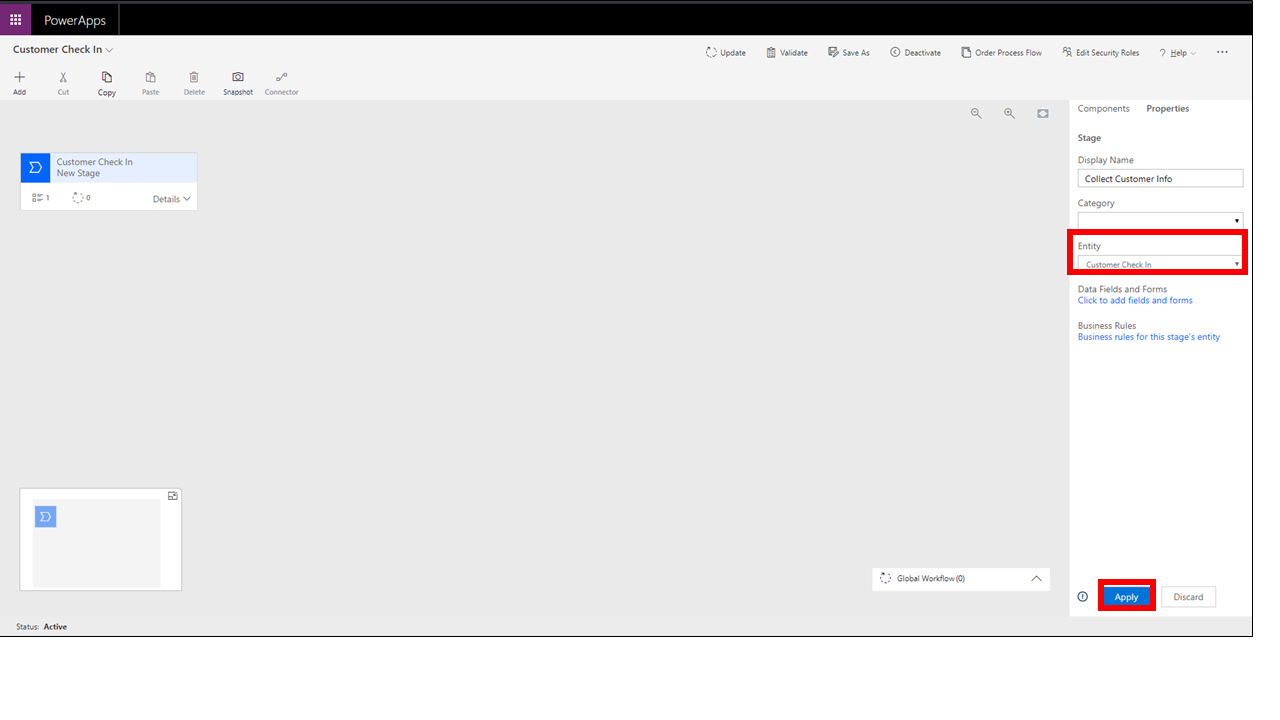 PowerApps
Customer Check In
Update
Validate
Save As
Deactivate
Order Process Flow
Edit Security Roles
? Help
...
Add
Cut
Copy
Paste
Delete
Snapshot
Connector
Components
Properties
Stage
Display Name
Collect Customer Info
Category
Entity
Customer Check In
Data Fields and Forms
Click to add fields and forms
Business Rules
Business rules for this stage's entity
Customer Check In
New Stage
1
0
Details
Global Workflow (0)
Apply
Discard
Status: Active